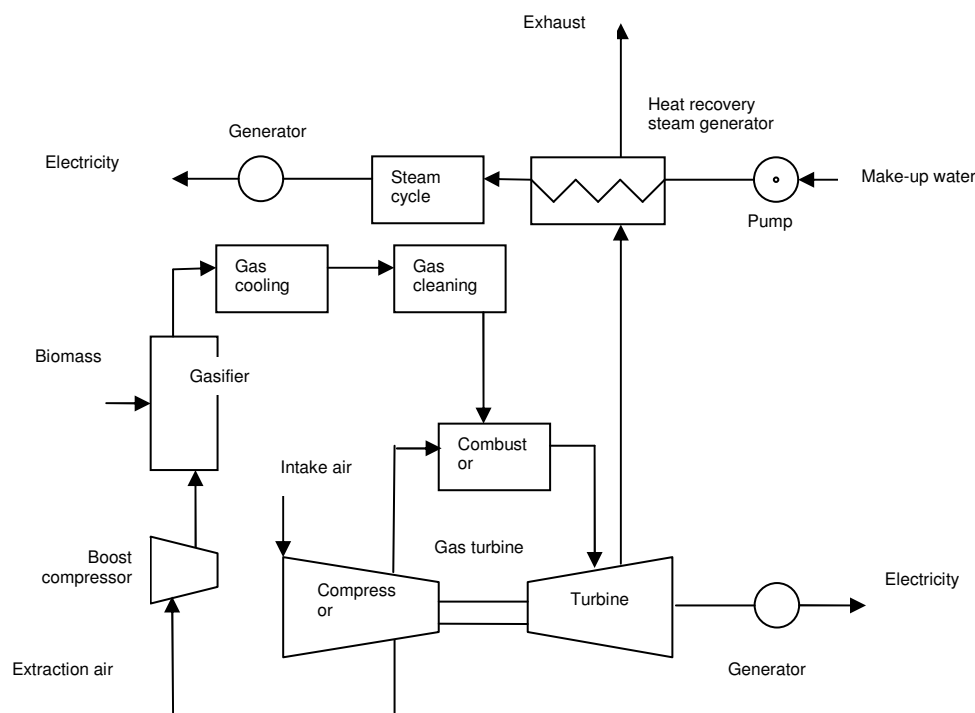 Exhaust
Heat recovery
steam generator
Generator
Electricity
Steam
cycle
Make-up water
Pump
Gas
cooling
Gas
cleaning
Biomass
Gasifier
Combust
or
Intake air
Gas turbine
Boost
compressor
Compress
or
Turbine
Electricity
Extraction air
Generator